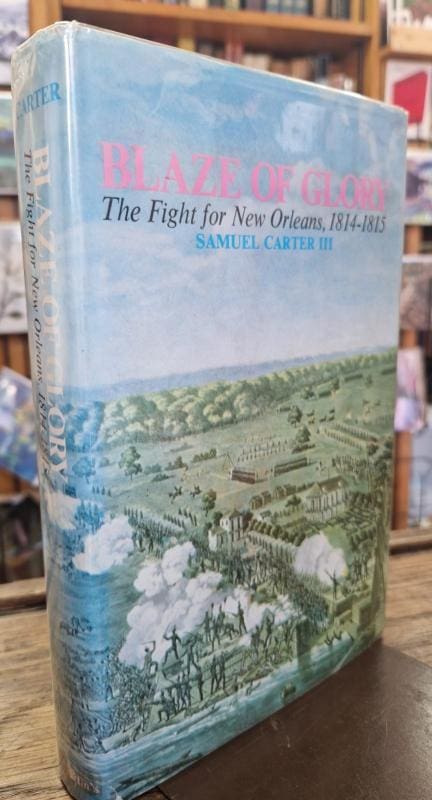 BLAZE OF GLORY
The Fight for New Orleans, 1814-1815
SAMUEL CARTER III
CARTER
BLAZE OF GLORY
The Fight for New Orleans, 1814-1815